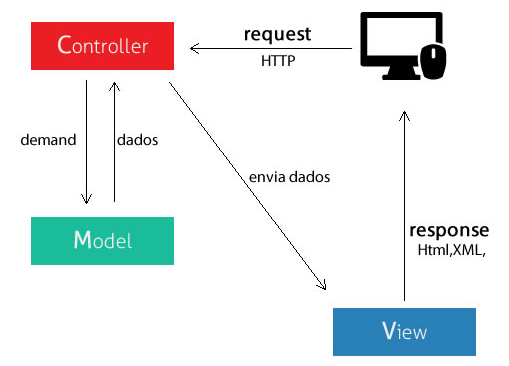 request
HTTP
Controller
demand
dados
envia dados
Model
response
Html,XML,
View